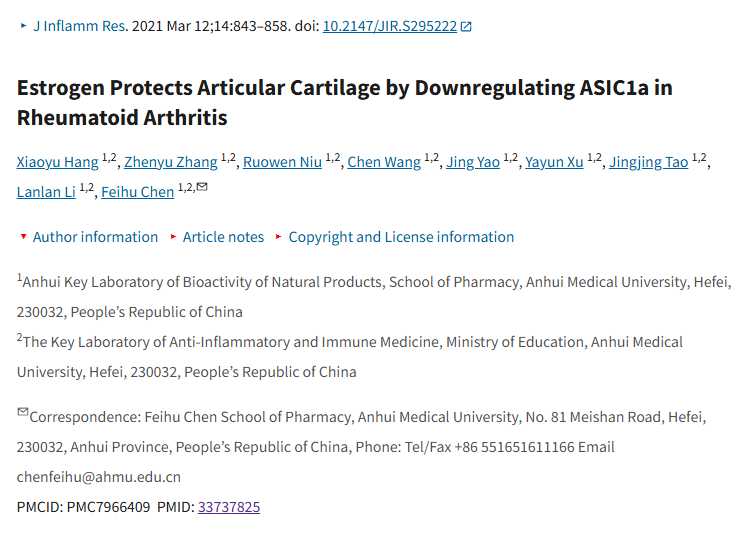 ▸ J Inflamm Res. 2021 Mar 12;14:843–858. doi: 10.2147/JIR.S295222
Estrogen Protects Articular Cartilage by Downregulating ASIC1a in
Rheumatoid Arthritis
Xiaoyu Hang 1,2, Zhenyu Zhang 1,2, Ruowen Niu 1,2, Chen Wang 1,2, Jing Yao 1,2, Yayun Xu 1,2, Jingjing Tao 1,2,
Lanlan Li 1,2, Feihu Chen 1,2,✉
▾ Author information ▸ Article notes ▸ Copyright and License information
1Anhui Key Laboratory of Bioactivity of Natural Products, School of Pharmacy, Anhui Medical University, Hefei,
230032, People’s Republic of China
2The Key Laboratory of Anti-Inflammatory and Immune Medicine, Ministry of Education, Anhui Medical
University, Hefei, 230032, People’s Republic of China
✉Correspondence: Feihu Chen School of Pharmacy, Anhui Medical University, No. 81 Meishan Road, Hefei,
230032, Anhui Province, People’s Republic of China, Phone: Tel/Fax +86 551651611166 Email
chenfeihu@ahmu.edu.cn
PMCID: PMC7966409 PMID: 33737825